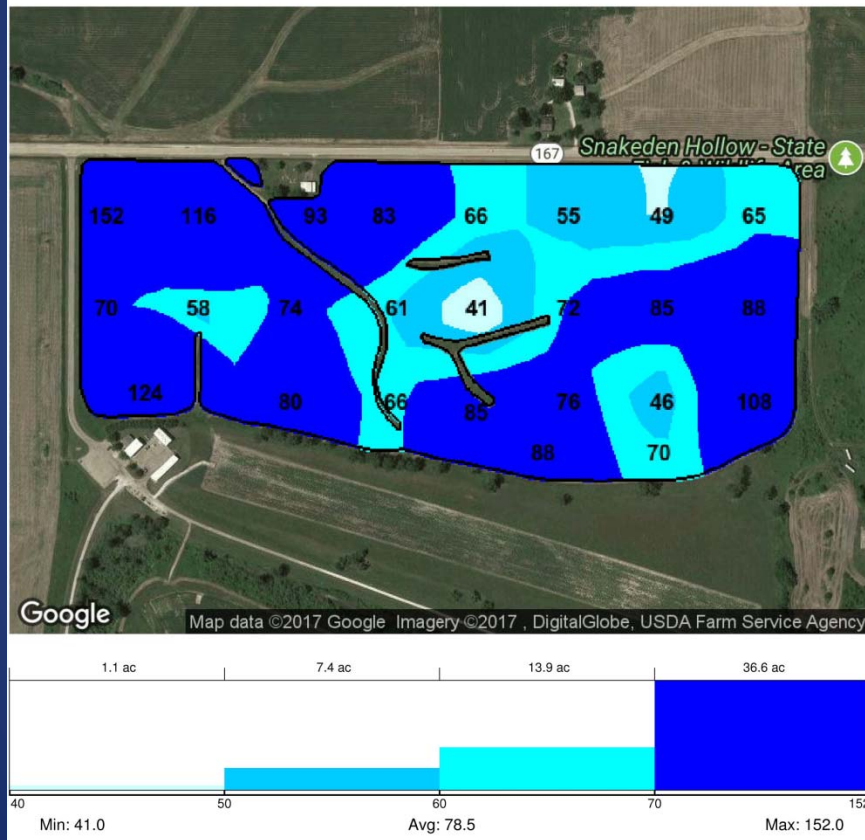 167
Snakeden Hollow - State
Area
152 116 93 83 66 55 49 65
70 58 74 61 41 72 85 88
124 80 66 85 76 46 108
88 70
Google
Map data ©2017 Google Imagery ©2017 , DigitalGlobe, USDA Farm Service Agency
1.1 ac 7.4 ac 13.9 ac 36.6 ac
40 50 60 70 152
Min: 41.0 Avg: 78.5 Max: 152.0